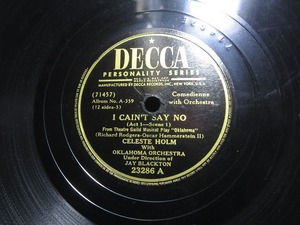 DECCA
PERSONALITY SERIES
MANUFACTURED BY DECCA RECORDS, INC., NEW YORK, U.S.A.
(71457)
Album No. A-359
(12 sides-5)
Comedienne
with Orchestra
I CAIN'T SAY NO
(Act 1—Scene 1)
From Theatre Guild Musical Play "Oklahoma"
(Richard Rodgers-Oscar Hammerstein II)
CELESTE HOLM
With
OKLAHOMA ORCHESTRA
Under Direction of
JAY BLACKTON
23286 A